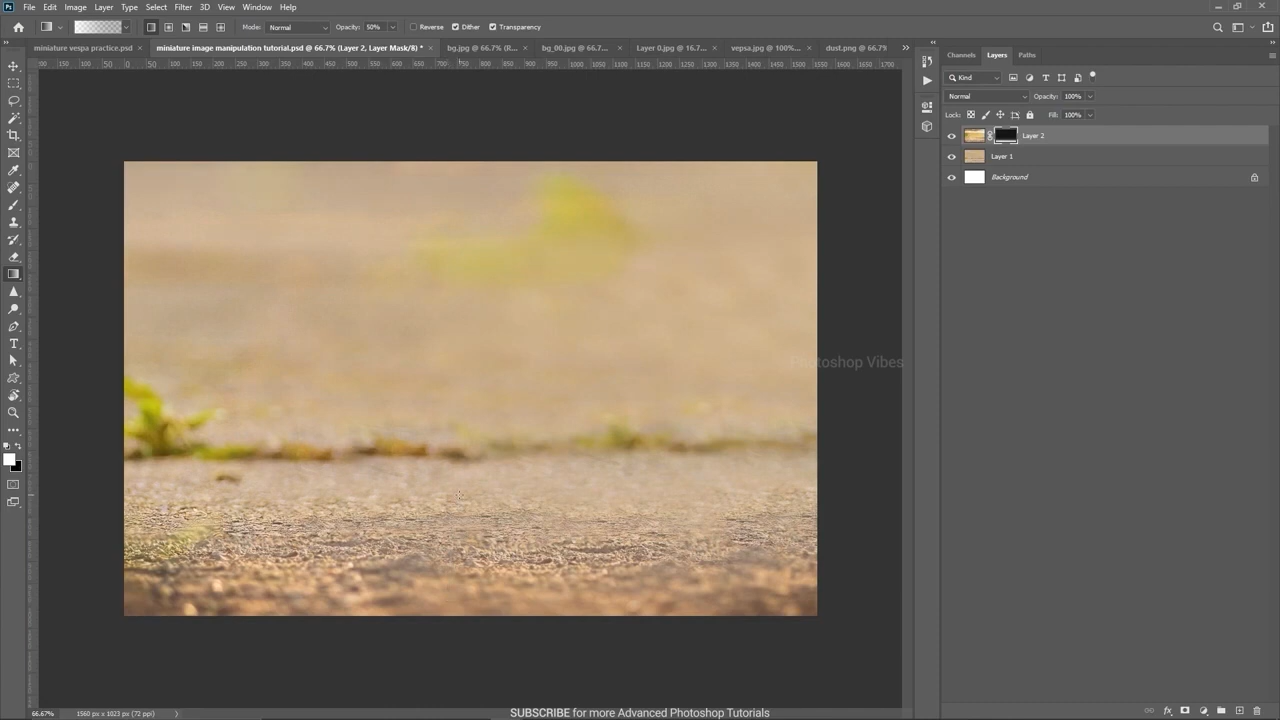 File Edit Image Layer Type Select Filter 3D View Window Help
Mode: Normal Opacity: 50% Reverse Dither Transparency
miniature vespa practice.psd × miniature image manipulation tutorial.psd @ 66.7% (Layer 2, Layer Mask/8) * × bg.jpg @ 66.7% (R... × bg_00.jpg @ 66.7... × Layer 0.jpg @ 16.7... × vepsa.jpg @ 100%... × dust.png @ 66.7%
Channels Layers Paths
Kind
Normal Opacity: 100%
Lock: Fill: 100%
Layer 2
Layer 1
Background
Photoshop Vibes
66.67% 1560 px x 1023 px (72 ppi)
SUBSCRIBE for more Advanced Photoshop Tutorials